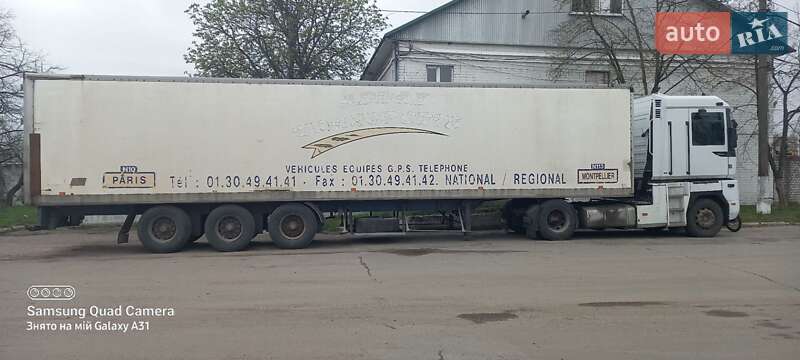 auto RIA
VEHICULES EQUIPES G.P.S. TELEPHONE
PARIS
Tél : 01.30.49.41.41 - Fax : 01.30.49.41.42. NATIONAL / REGIONAL
MONTPELLIER
SAMSUNG Quad Camera
Знято на мій Galaxy A31